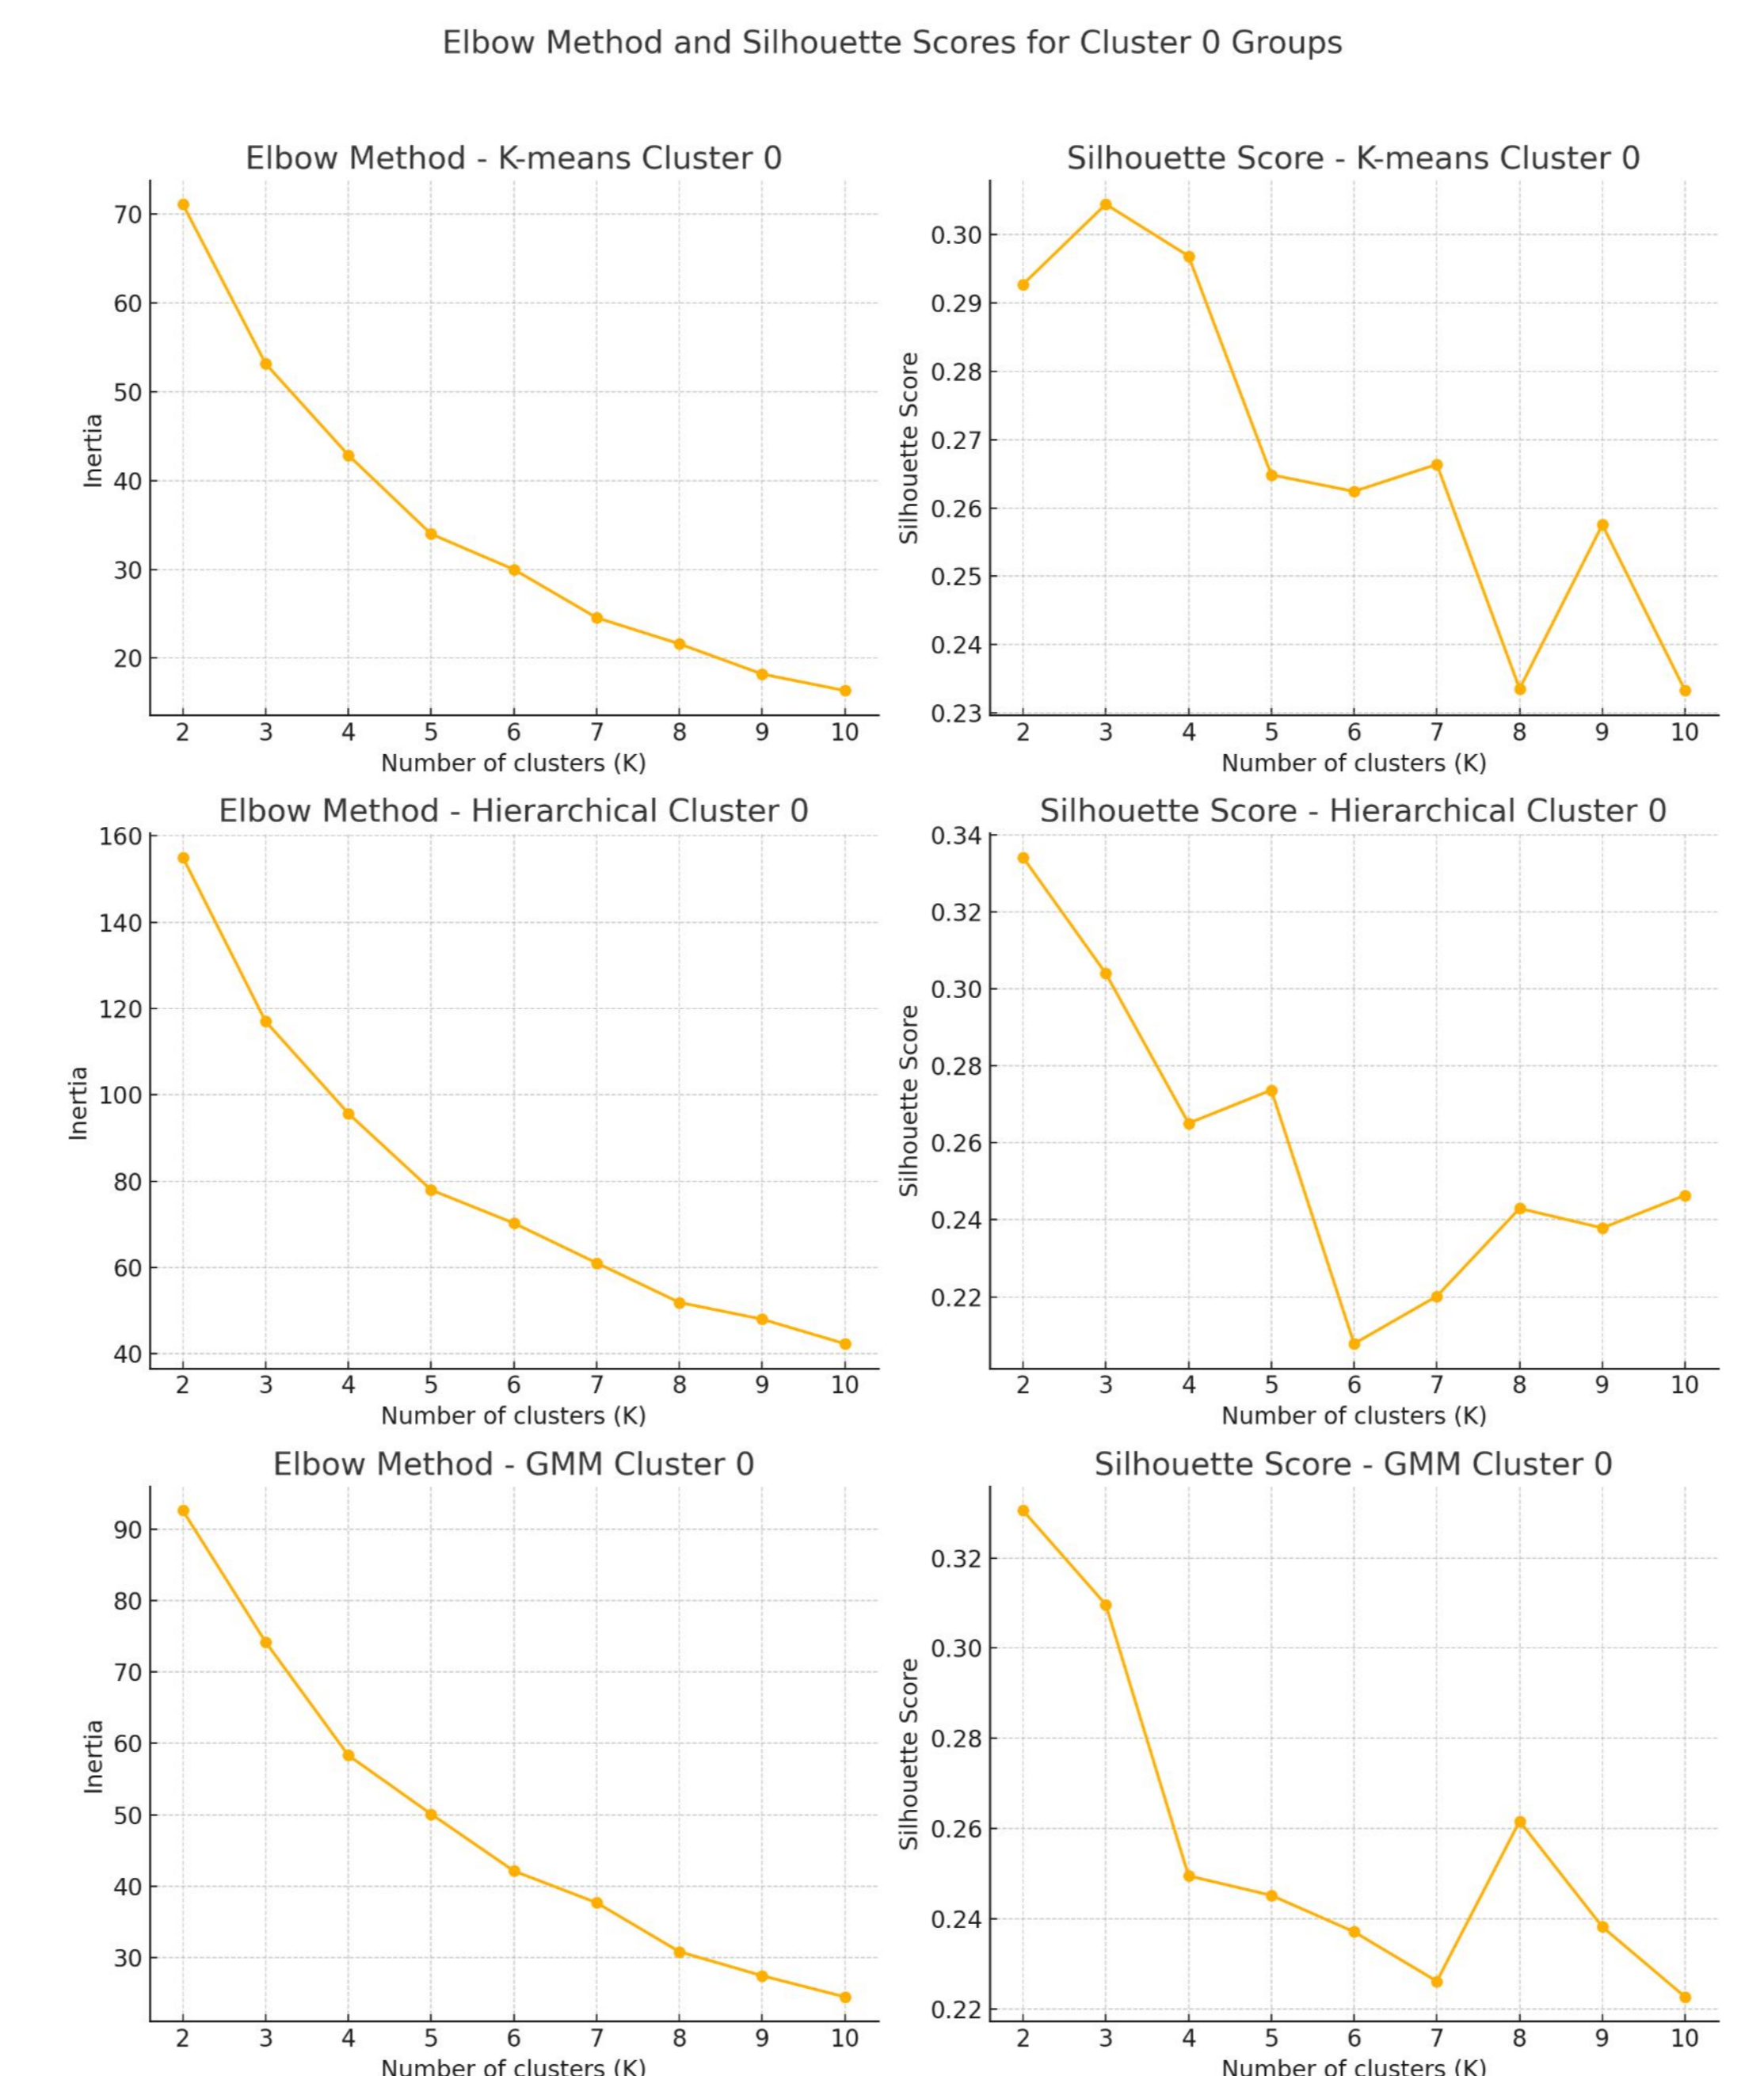 Elbow Method and Silhouette Scores for Cluster 0 Groups
Elbow Method - K-means Cluster 0
70
60
50
40
30
20
Inertia
2 3 4 5 6 7 8 9 10
Number of clusters (K)
Silhouette Score - K-means Cluster 0
0.30
0.29
0.28
0.27
0.26
0.25
0.24
0.23
Silhouette Score
2 3 4 5 6 7 8 9 10
Number of clusters (K)
Elbow Method - Hierarchical Cluster 0
160
140
120
100
80
60
40
Inertia
2 3 4 5 6 7 8 9 10
Number of clusters (K)
Silhouette Score - Hierarchical Cluster 0
0.34
0.32
0.30
0.28
0.26
0.24
0.22
Silhouette Score
2 3 4 5 6 7 8 9 10
Number of clusters (K)
Elbow Method - GMM Cluster 0
90
80
70
60
50
40
30
Inertia
2 3 4 5 6 7 8 9 10
Number of clusters (K)
Silhouette Score - GMM Cluster 0
0.32
0.30
0.28
0.26
0.24
0.22
Silhouette Score
2 3 4 5 6 7 8 9 10
Number of clusters (K)